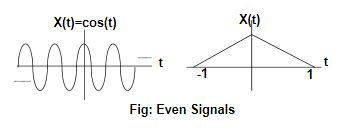 X(t)=cos(t)
t
X(t)
-1
1
t
Fig: Even Signals